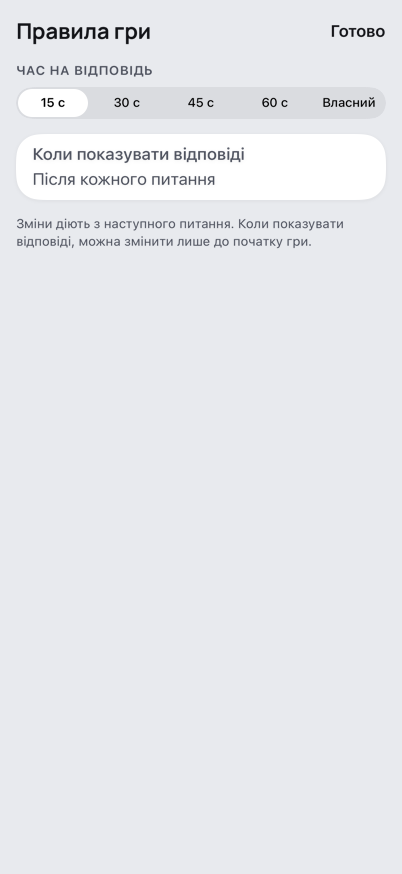 Правила гри
Готово
ЧАС НА ВІДПОВІДЬ
15 с
30 с
45 с
60 с
Власний
Коли показувати відповіді
Після кожного питання
Зміни діють з наступного питання. Коли показувати
відповіді, можна змінити лише до початку гри.